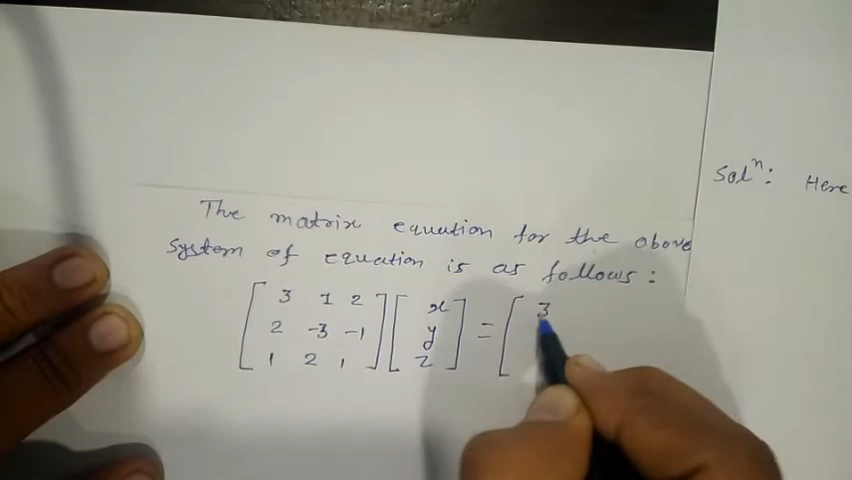 The matrix equation for the above
system of equation is as follows:
[3 1 2] [x] = [3
[2 -3 -1] [y]
[1 2 1] [z]
Solⁿ: Here